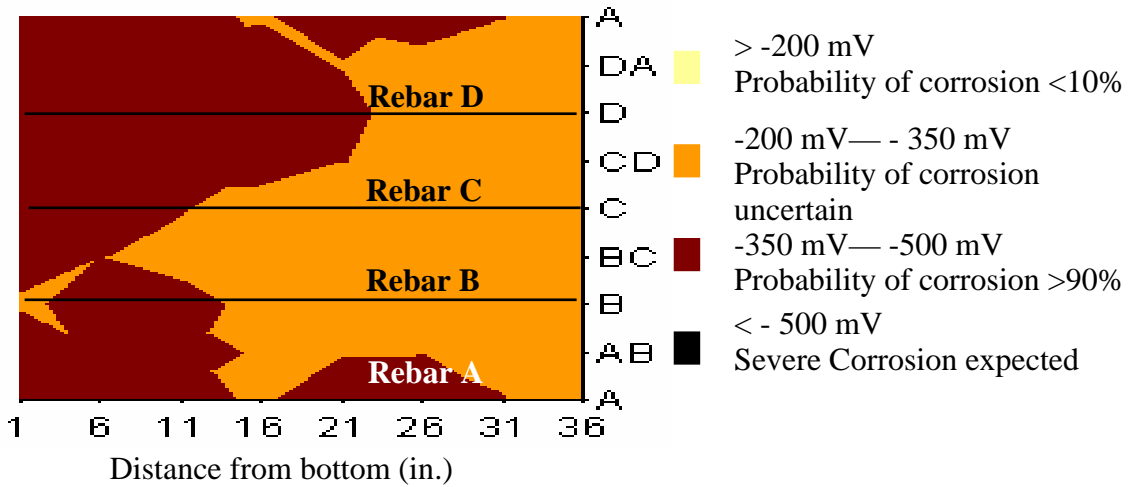 A
DA
Rebar D
D
CD
Rebar C
C
BC
Rebar B
B
AB
Rebar A
A
1 6 11 16 21 26 31 36
Distance from bottom (in.)
> -200 mV
Probability of corrosion <10%
-200 mV— - 350 mV
Probability of corrosion
uncertain
-350 mV— -500 mV
Probability of corrosion >90%
< - 500 mV
Severe Corrosion expected